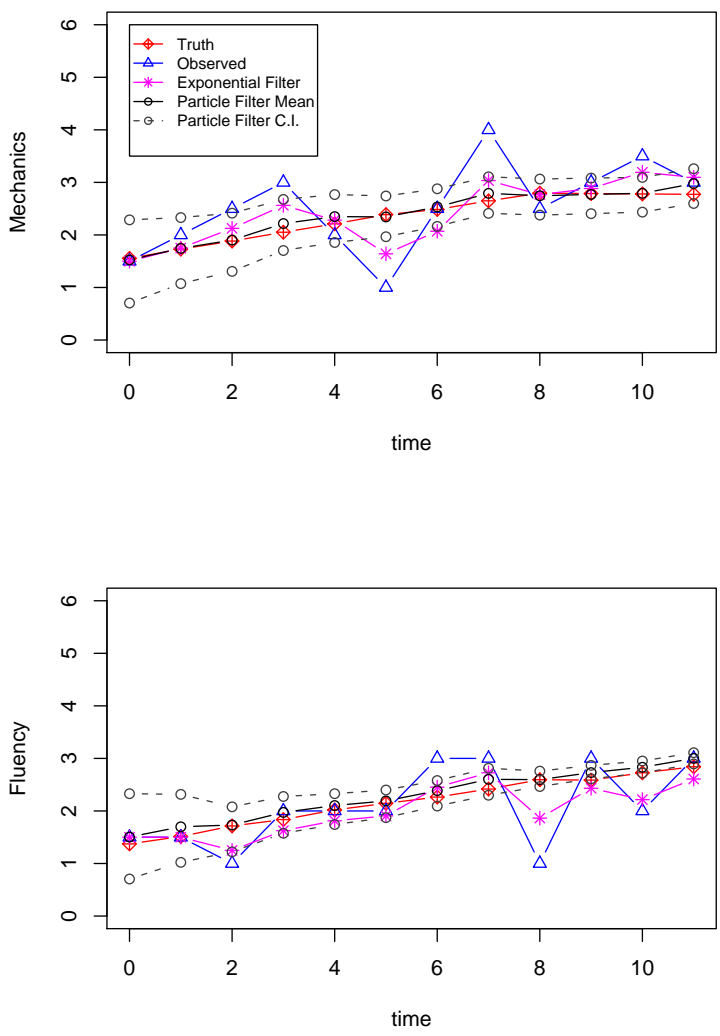 6
5
4
3
2
1
0
Mechanics
Truth
Observed
Exponential Filter
Particle Filter Mean
Particle Filter C.I.
0 2 4 6 8 10
time
6
5
4
3
2
1
0
Fluency
0 2 4 6 8 10
time